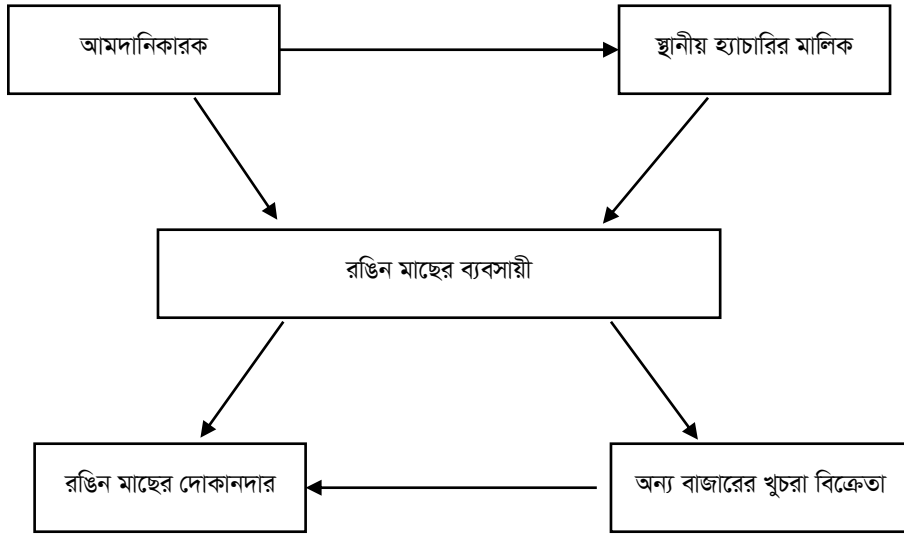 আমদানিকারক
স্থানীয় হ্যাচারির মালিক
রঙিন মাছের ব্যবসায়ী
রঙিন মাছের দোকানদার
অন্য বাজারের খুচরা বিক্রেতা